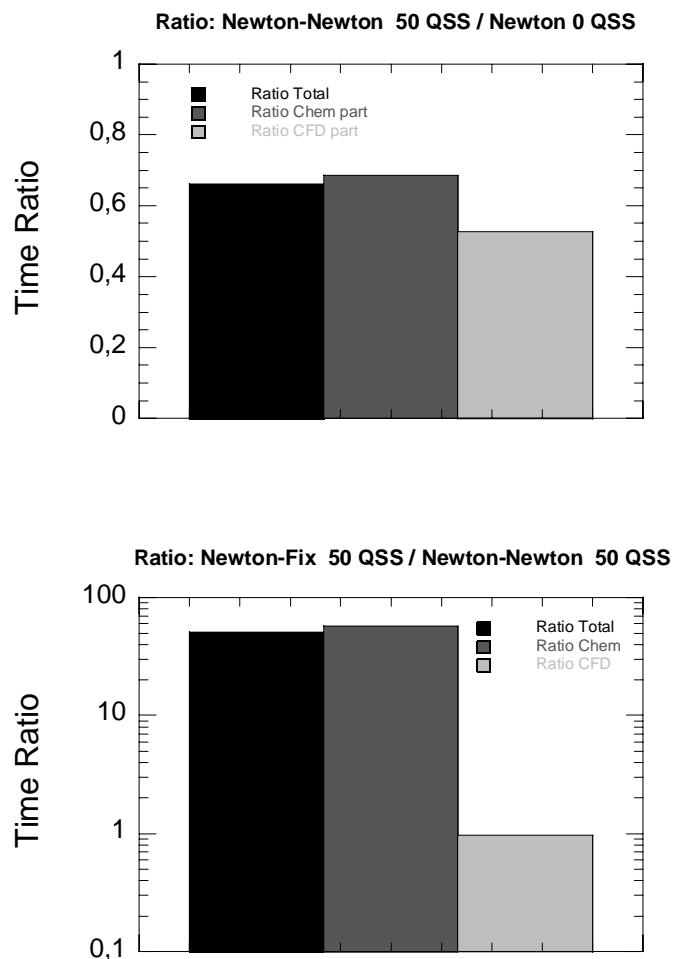 Ratio: Newton-Newton 50 QSS / Newton 0 QSS
1
0,8
0,6
0,4
0,2
0
Time Ratio
Ratio Total
Ratio Chem part
Ratio CFD part
Ratio: Newton-Fix 50 QSS / Newton-Newton 50 QSS
100
10
1
0,1
Time Ratio
Ratio Total
Ratio Chem
Ratio CFD